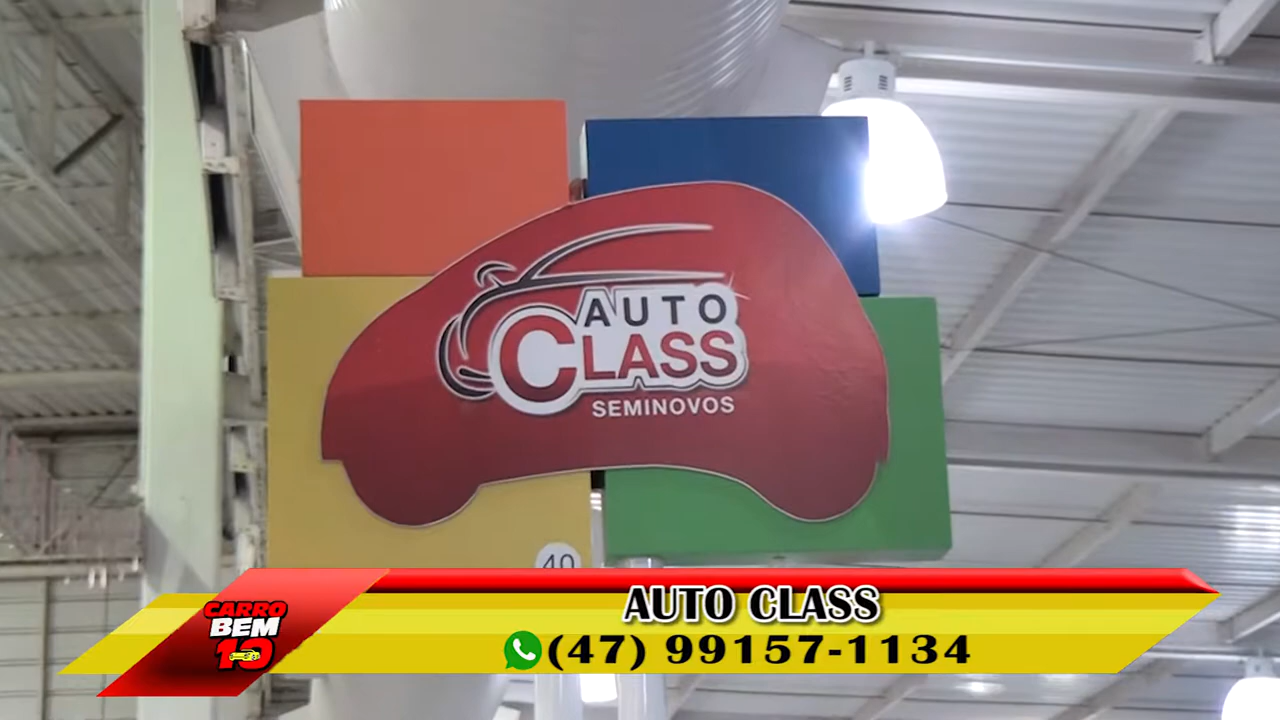 AUTO
CLASS
SEMINOVOS
40
CARRO
BEM
10
AUTO CLASS
(47) 99157-1134